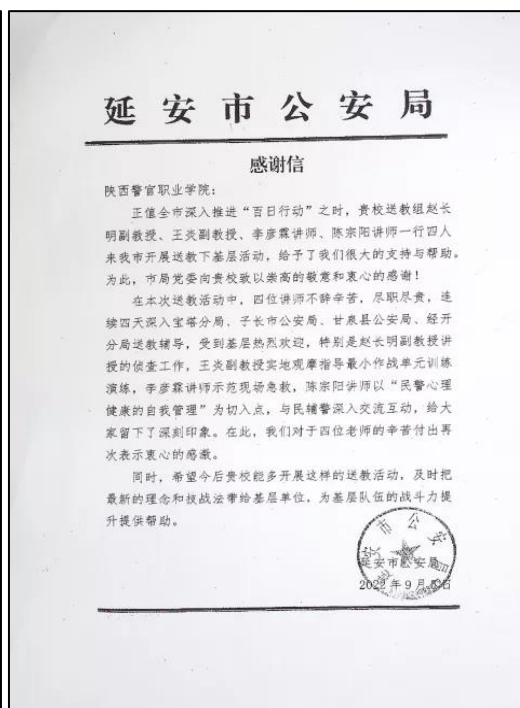 延安市公安局
感谢信
陕西警官职业学院：
正值全市深入推进“百日行动”之时，贵校送教组赵长
明副教授、王炎副教授、李彦霖讲师、陈宗阳讲师一行四人
来我市开展送教下基层活动，给予了我们很大的支持与帮助。
为此，市局党委向贵校致以崇高的敬意和衷心的感谢！
在本次送教活动中，四位讲师不辞辛苦，尽职尽责，连
续四天深入宝塔分局、子长市公安局、甘泉县公安局、经开
分局送教辅导，受到基层热烈欢迎，特别是赵长明副教授讲
授的侦查工作，王炎副教授实地观摩指导最小作战单元训练
演练，李彦霖讲师示范现场急救，陈宗阳讲师以“民警心理
健康的自我管理”为切入点，与民辅警深入交流互动，给大
家留下了深刻印象。在此，我们对于四位老师的辛苦付出再
次表示衷心的感激。
同时，希望今后贵校能多开展这样的送教活动，及时把
最新的理念和技战法带给基层单位，为基层队伍的战斗力提
升提供帮助。
延安市公安局
2022年9月